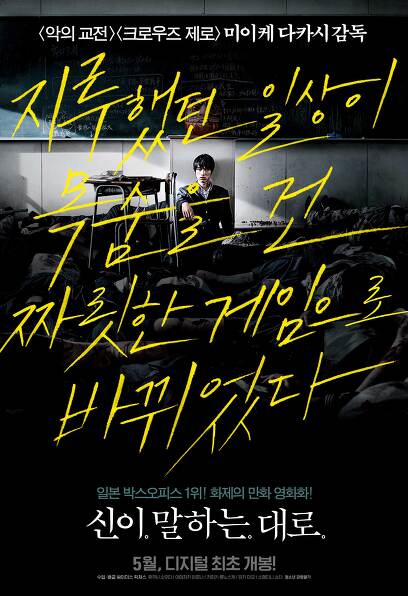 <악의 교전><크로우즈 제로>미이케 다카시 감독
지루했던 일상이
목숨을 건
짜릿한 게임으로
바뀌었다
일본 박스오피스 1위! 화제의 만화 영화화!
신이。말하는。대로。
5월, 디지털 최초 개봉!